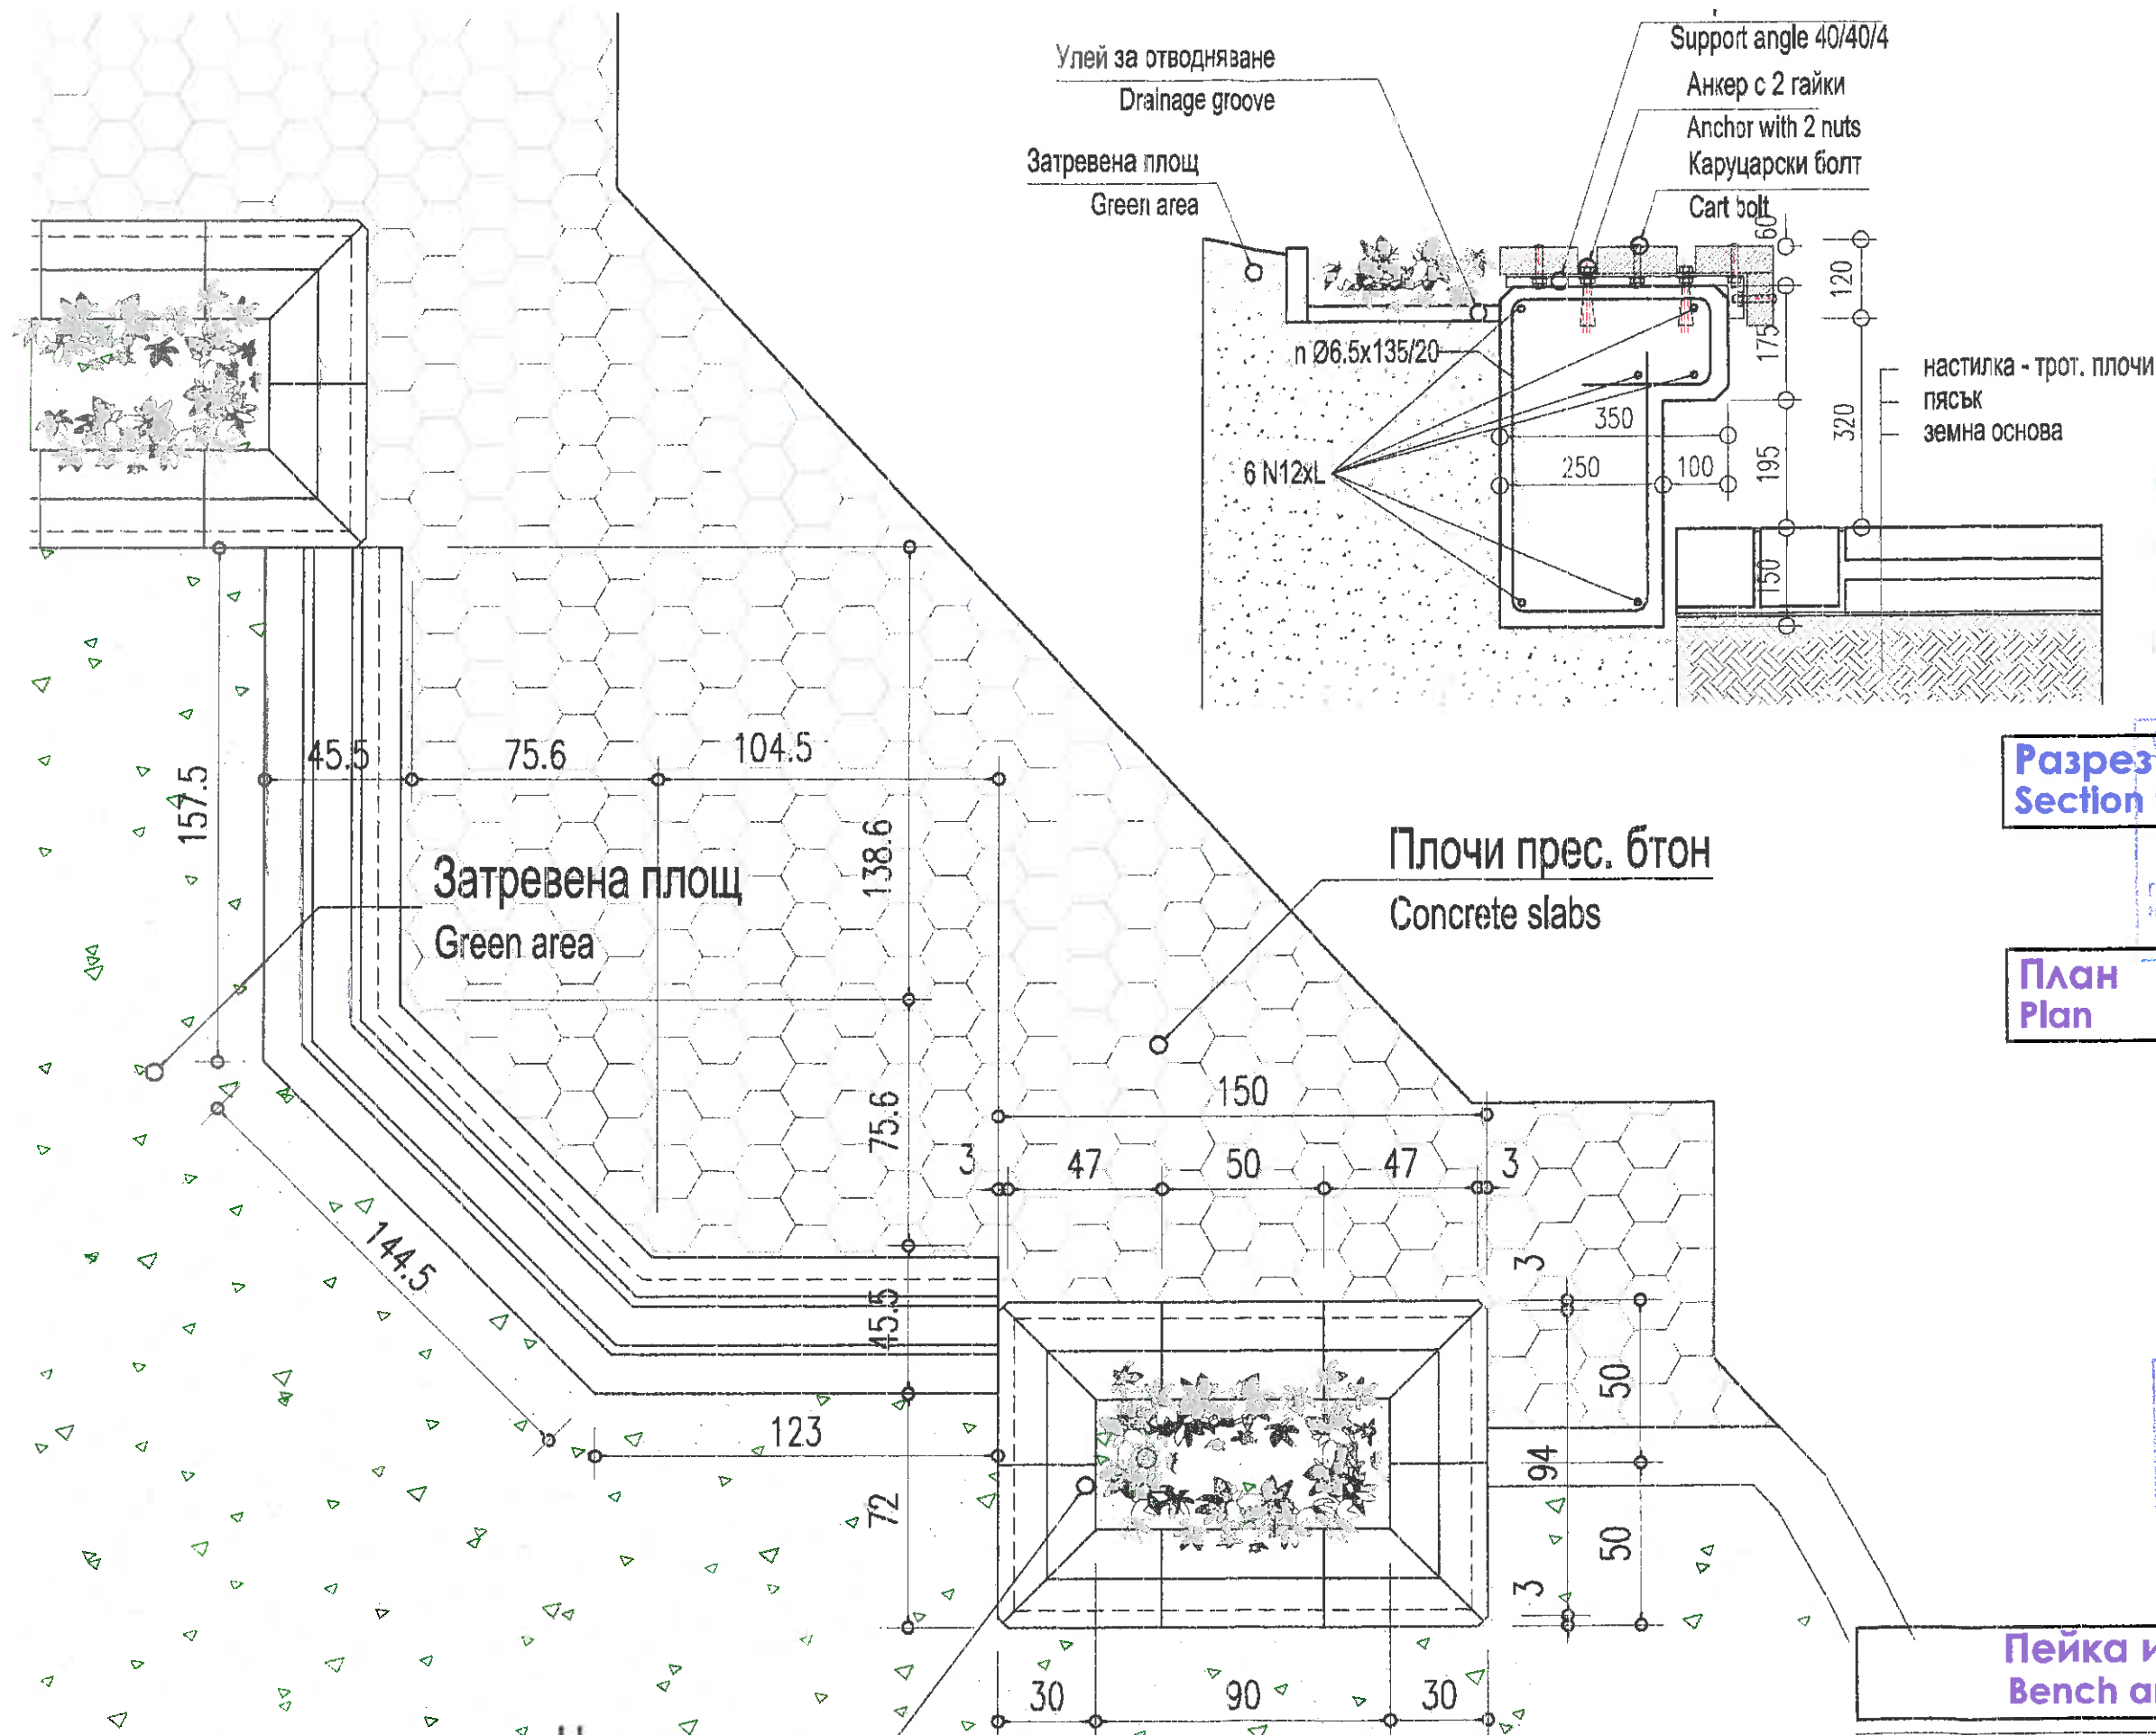 Support angle 40/40/4
Улей за отводняване
Drainage groove
Анкер с 2 гайки
Anchor with 2 nuts
Затревена площ
Green area
Каруцарски болт
Cart bolt
60
120
175
n Ø6.5x135/20
настилка - трот. плочи
пясък
земна основа
350
320
6 N12xL
250
100
195
150
Разрез
Section
45.5
75.6
104.5
157.5
138.6
Затревена площ
Green area
Плочи прес. бтон
Concrete slabs
План
Plan
150
75.6
3
47
50
47
3
144.5
3
45.5
50
123
94
72
50
3
30
90
30
Пейка и
Bench